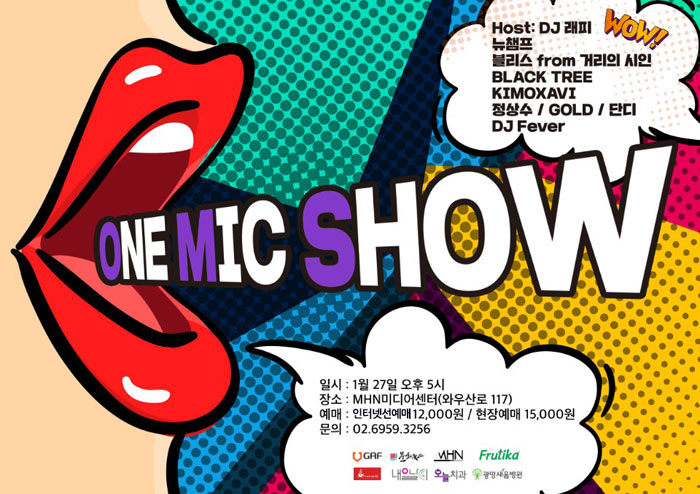 Host: DJ 래피
WOW!
뉴챔프
블리스 from 거리의 시인
BLACK TREE
KIMOXAVI
정상수 / GOLD / 단디
DJ Fever
ONE MIC SHOW
일시 : 1월 27일 오후 5시
장소 : MHN미디어센터(와우산로 117)
예매 : 인터넷선예매12,000원 / 현장예매 15,000원
문의 : 02.6959.3256
GAF
MHN
Frutika
오늘치과
광명새움병원